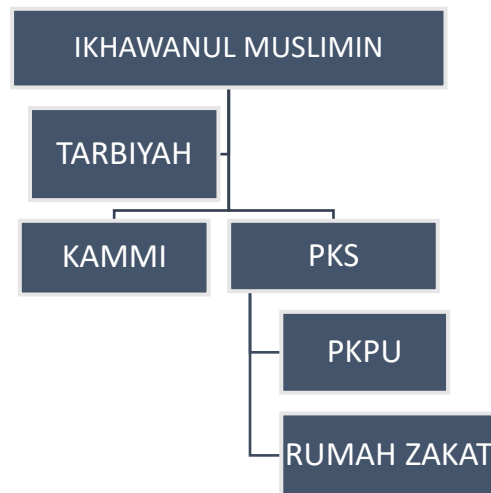 IKHAWANUL MUSLIMIN
TARBIYAH
KAMMI
PKS
PKPU
RUMAH ZAKAT